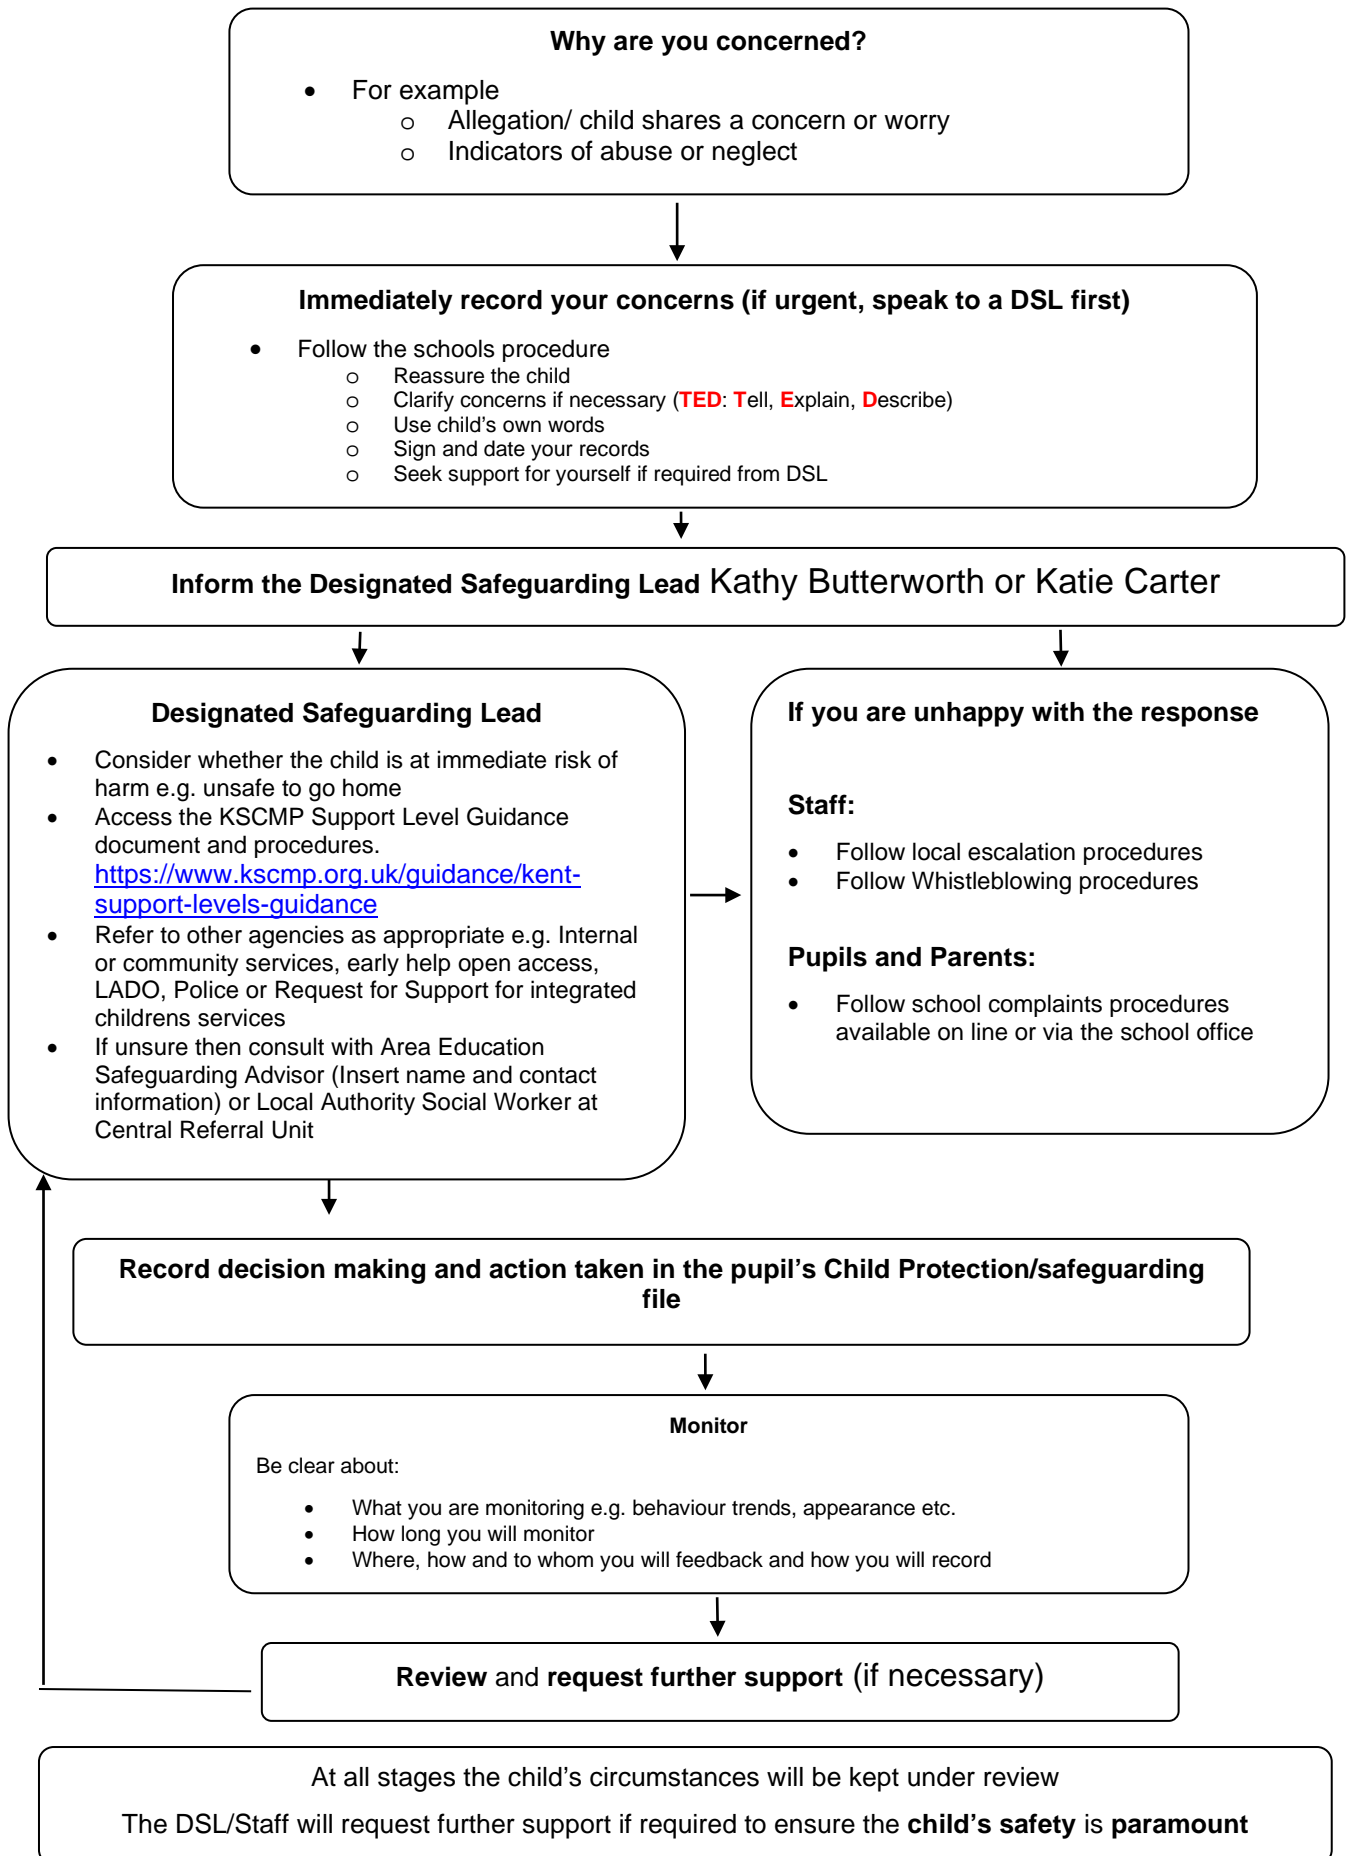 Why are you concerned?
• For example
o Allegation/ child shares a concern or worry
o Indicators of abuse or neglect
Immediately record your concerns (if urgent, speak to a DSL first)
• Follow the schools procedure
o Reassure the child
o Clarify concerns if necessary (TED: Tell, Explain, Describe)
o Use child's own words
o Sign and date your records
o Seek support for yourself if required from DSL
Inform the Designated Safeguarding Lead Kathy Butterworth or Katie Carter
Designated Safeguarding Lead
• Consider whether the child is at immediate risk of
harm e.g. unsafe to go home
• Access the KSCMP Support Level Guidance
document and procedures.
https://www.kscmp.org.uk/guidance/kent-
support-levels-guidance
• Refer to other agencies as appropriate e.g. Internal
or community services, early help open access,
LADO, Police or Request for Support for integrated
childrens services
• If unsure then consult with Area Education
Safeguarding Advisor (Insert name and contact
information) or Local Authority Social Worker at
Central Referral Unit
If you are unhappy with the response
Staff:
• Follow local escalation procedures
• Follow Whistleblowing procedures
Pupils and Parents:
• Follow school complaints procedures
available on line or via the school office
Record decision making and action taken in the pupil's Child Protection/safeguarding
file
Monitor
Be clear about:
• What you are monitoring e.g. behaviour trends, appearance etc.
• How long you will monitor
• Where, how and to whom you will feedback and how you will record
Review and request further support (if necessary)
At all stages the child's circumstances will be kept under review
The DSL/Staff will request further support if required to ensure the child's safety is paramount